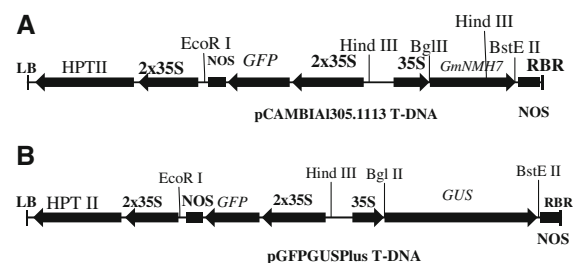 A
Hind III
EcoR I Hind III BglII BstE II
LB HPTII 2x35S NOS GFP 2x35S 35S GmNMH7 RBR
pCAMBIA1305.1113 T-DNA NOS
B
EcoR I Hind III Bgl II BstE II
LB HPT II 2x35S NOS GFP 2x35S 35S GUS RBR
pGFPGUSPlus T-DNA NOS